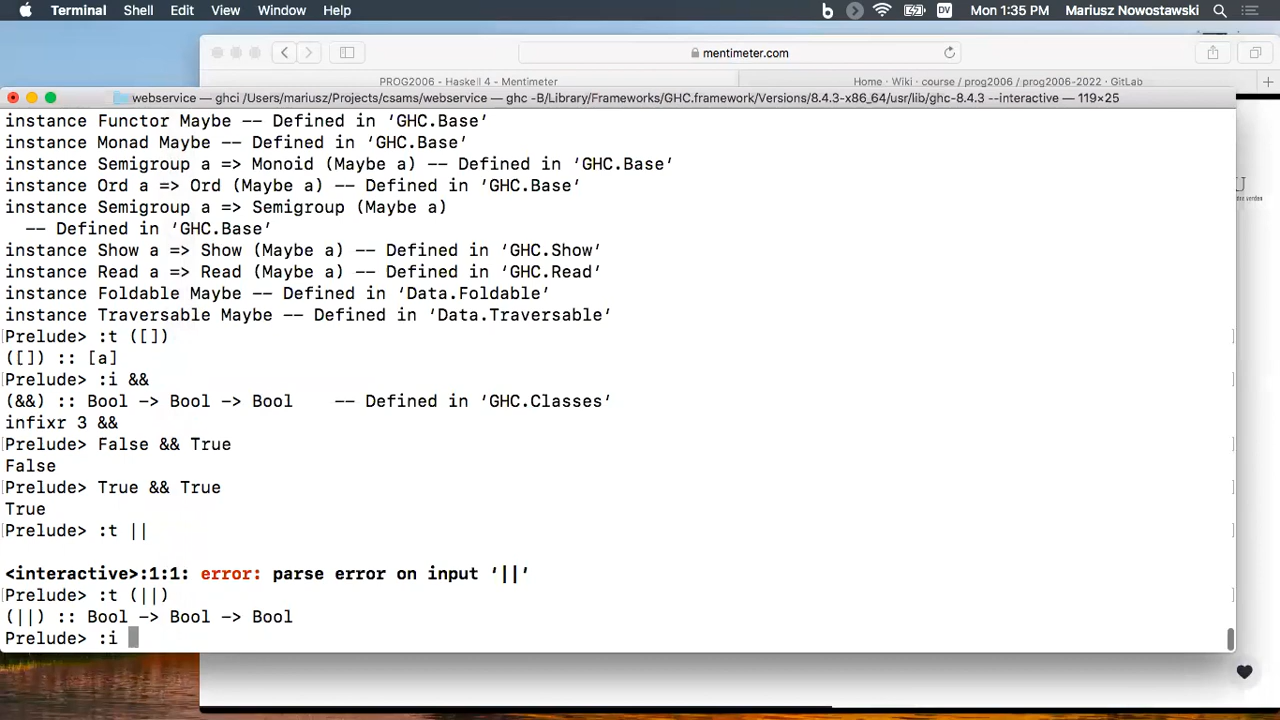 Terminal Shell Edit View Window Help DV Mon 1:35 PM Mariusz Nowostawski
mentimeter.com
PROG2006 - Haskell 4 - Mentimeter Home · Wiki · course / prog2006 / prog2006-2022 · GitLab
webservice — ghci /Users/mariusz/Projects/csams/webservice — ghc -B/Library/Frameworks/GHC.framework/Versions/8.4.3-x86_64/usr/lib/ghc-8.4.3 --interactive — 119×25
instance Functor Maybe -- Defined in ‘GHC.Base’
instance Monad Maybe -- Defined in ‘GHC.Base’
instance Semigroup a => Monoid (Maybe a) -- Defined in ‘GHC.Base’
instance Ord a => Ord (Maybe a) -- Defined in ‘GHC.Base’
instance Semigroup a => Semigroup (Maybe a)
  -- Defined in ‘GHC.Base’
instance Show a => Show (Maybe a) -- Defined in ‘GHC.Show’
instance Read a => Read (Maybe a) -- Defined in ‘GHC.Read’
instance Foldable Maybe -- Defined in ‘Data.Foldable’
instance Traversable Maybe -- Defined in ‘Data.Traversable’
Prelude> :t ([])
([]) :: [a]
Prelude> :i &&
(&&) :: Bool -> Bool -> Bool    -- Defined in ‘GHC.Classes’
infixr 3 &&
Prelude> False && True
False
Prelude> True && True
True
Prelude> :t ||
<interactive>:1:1: error: parse error on input ‘||’
Prelude> :t (||)
(||) :: Bool -> Bool -> Bool
Prelude> :i